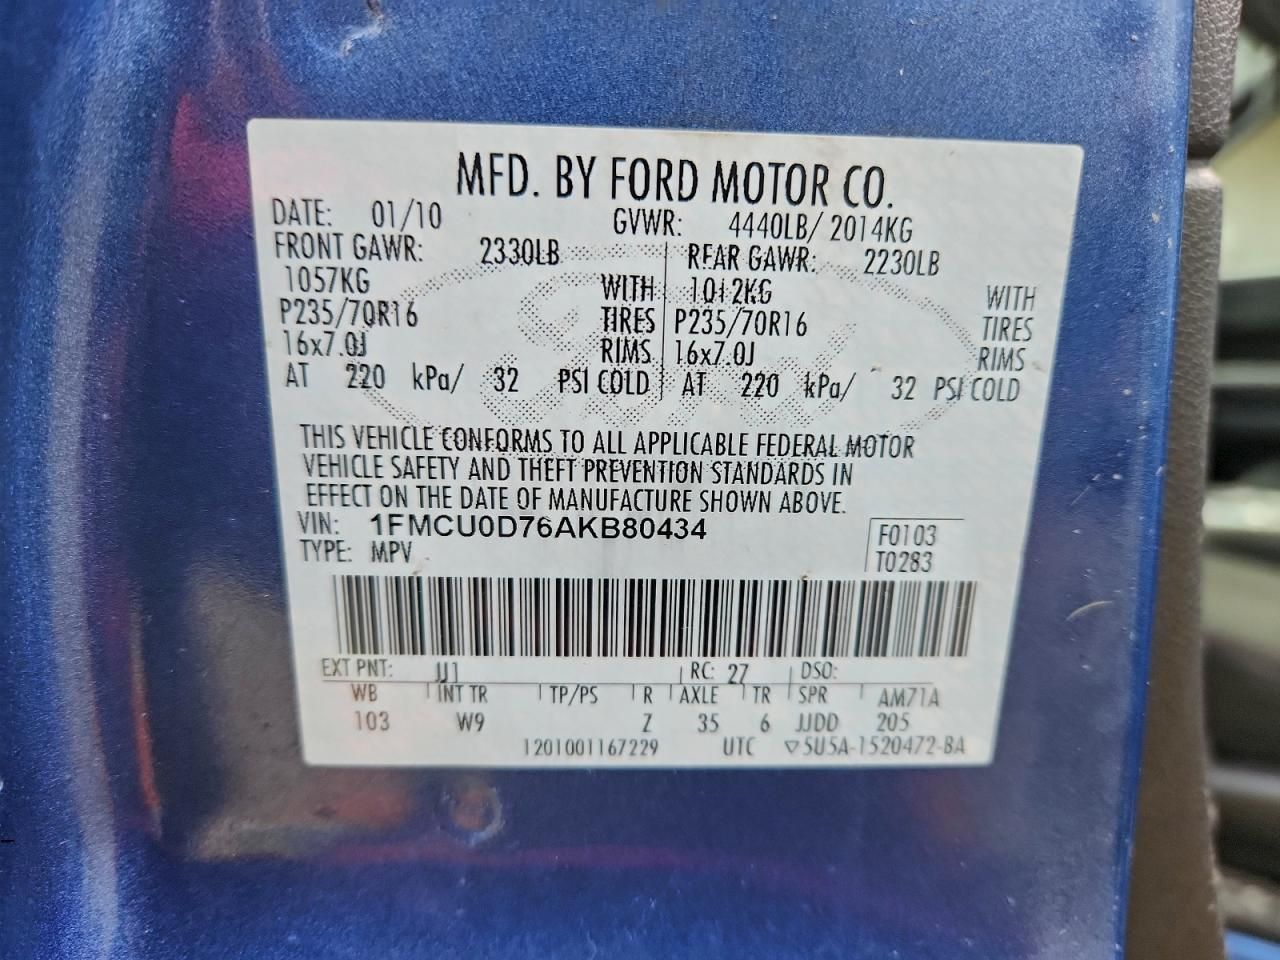 MFD. BY FORD MOTOR CO.
DATE: 01/10 GVWR: 4440LB/ 2014KG
FRONT GAWR: 2330LB REAR GAWR: 2230LB
1057KG WITH 1012KG WITH
P235/70R16 TIRES P235/70R16 TIRES
16x7.0J RIMS 16x7.0J RIMS
AT 220 kPa/ 32 PSI COLD AT 220 kPa/ 32 PSI COLD
THIS VEHICLE CONFORMS TO ALL APPLICABLE FEDERAL MOTOR
VEHICLE SAFETY AND THEFT PREVENTION STANDARDS IN
EFFECT ON THE DATE OF MANUFACTURE SHOWN ABOVE.
VIN: 1FMCU0D76AKB80434 F0103
TYPE: MPV T0283
EXT PNT: JJ1 RC: 27 DSO:
WB INT TR TP/PS R AXLE TR SPR AM71A
103 W9 Z 35 6 JJDD 205
1201001167229 UTC ▽5U5A-1520472-BA